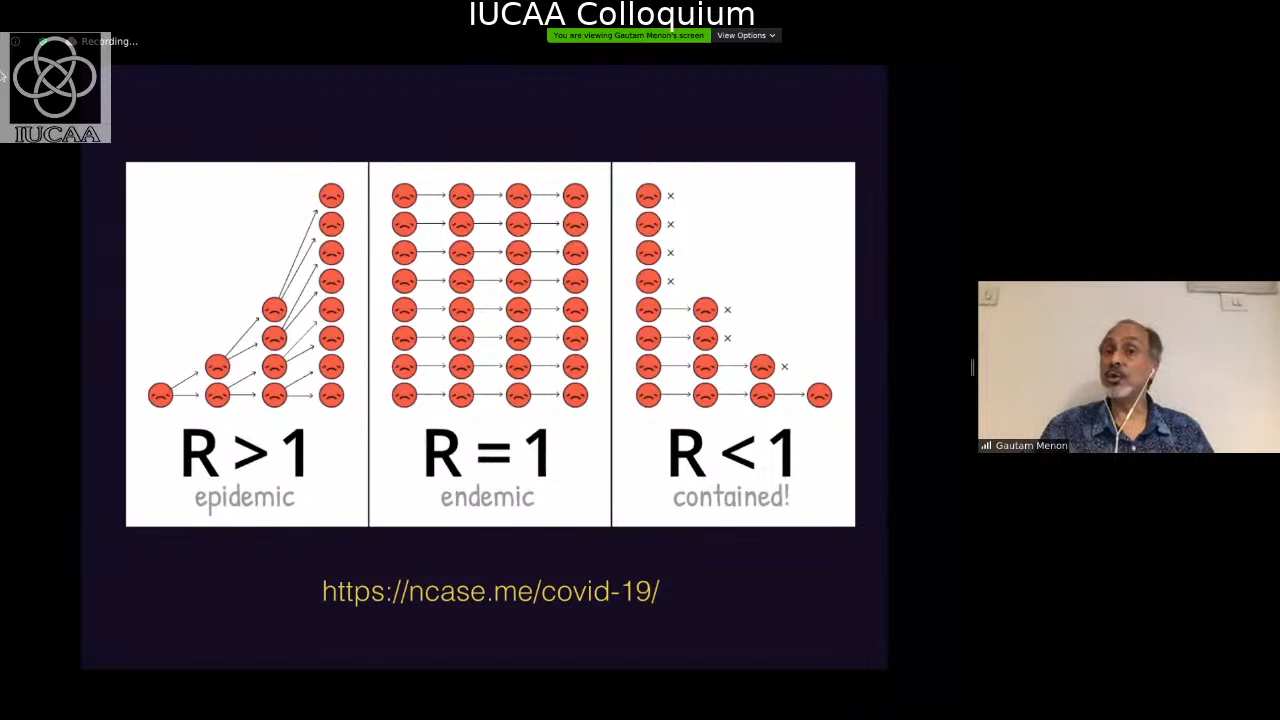 IUCAA Colloquium
You are viewing Gautam Menon's screen View Options
Recording...
IUCAA
R > 1
epidemic
R = 1
endemic
R < 1
contained!
https://ncase.me/covid-19/
Gautam Menon